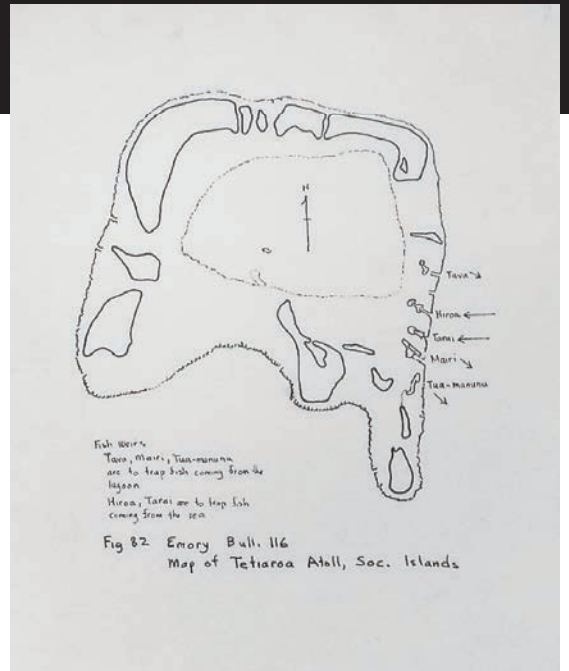 N
Tava
Hiroa
Tarai
Mairi
Tua-manunu
Fish weirs
Tava, Mairi, Tua-manunu
are to trap fish coming from the
lagoon
Hiroa, Tarai are to trap fish
coming from the sea
Fig 82 Emory Bull. 116
Map of Tetiaroa Atoll, Soc. Islands